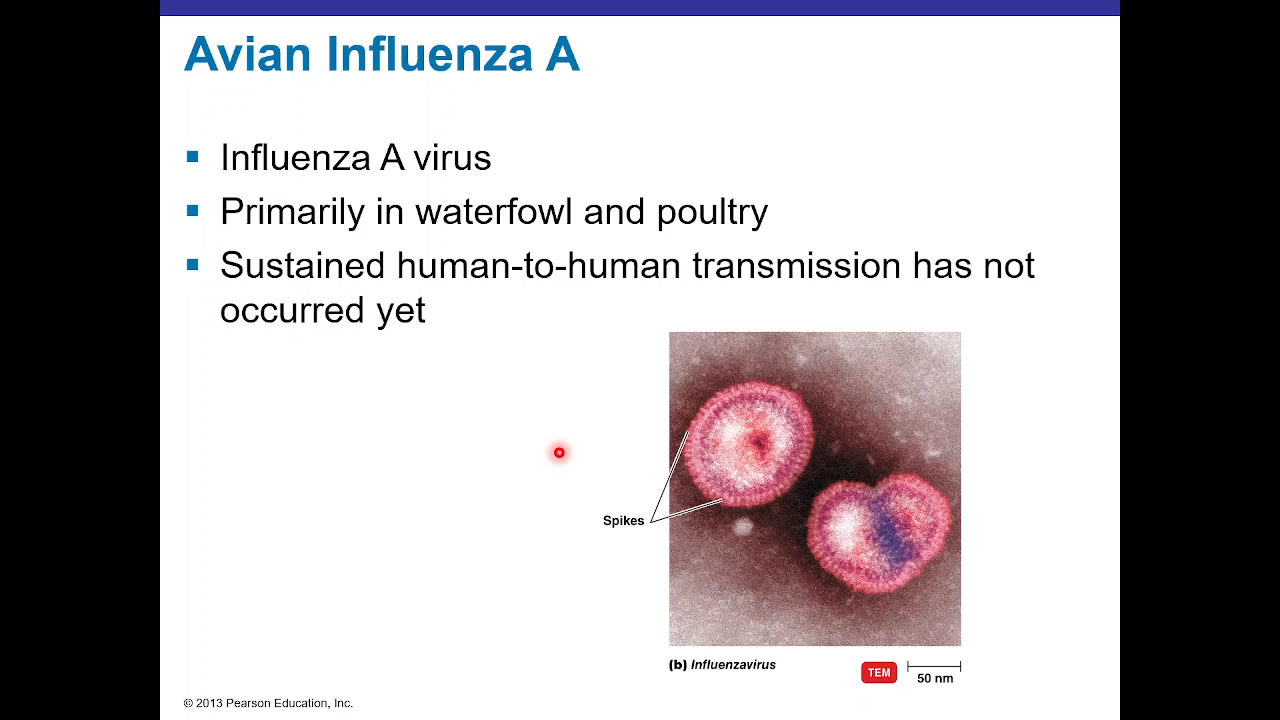 Avian Influenza A
▪ Influenza A virus
▪ Primarily in waterfowl and poultry
▪ Sustained human-to-human transmission has not
occurred yet
Spikes
(b) Influenzavirus
TEM
50 nm
© 2013 Pearson Education, Inc.